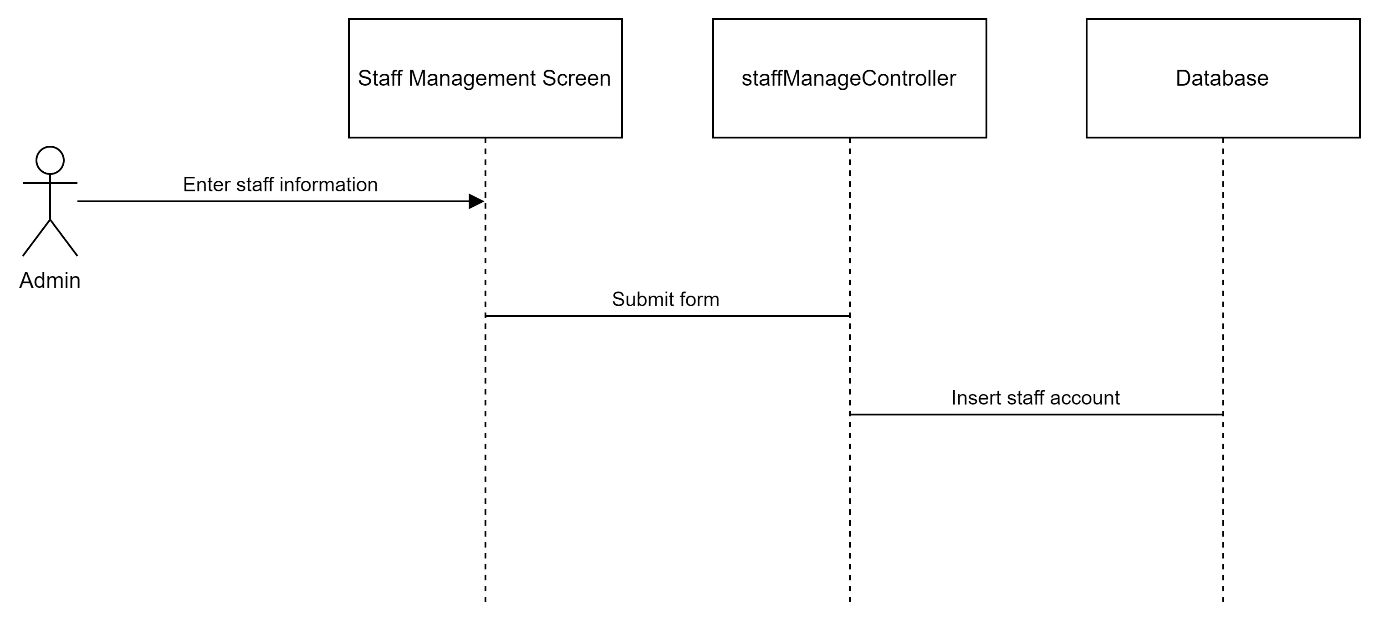 Staff Management Screen
staffManageController
Database
Enter staff information
Admin
Submit form
Insert staff account